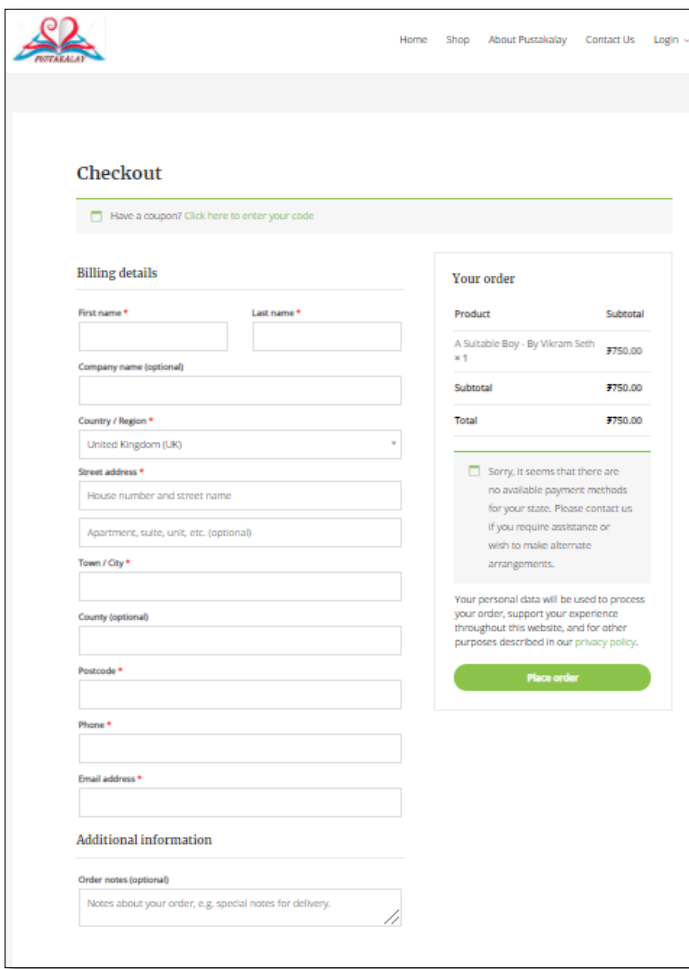 PUSTAKALAY
Home Shop About Pustakalay Contact Us Login
Checkout
Have a coupon? Click here to enter your code
Billing details
First name * Last name *
Company name (optional)
Country / Region *
United Kingdom (UK)
Street address *
House number and street name
Apartment, suite, unit, etc. (optional)
Town / City *
County (optional)
Postcode *
Phone *
Email address *
Additional information
Order notes (optional)
Notes about your order, e.g. special notes for delivery.
Your order
Product Subtotal
A Suitable Boy - By Vikram Seth
× 1 ₹750.00
Subtotal ₹750.00
Total ₹750.00
Sorry, it seems that there are
no available payment methods
for your state. Please contact us
if you require assistance or
wish to make alternate
arrangements.
Your personal data will be used to process
your order, support your experience
throughout this website, and for other
purposes described in our privacy policy.
Place order